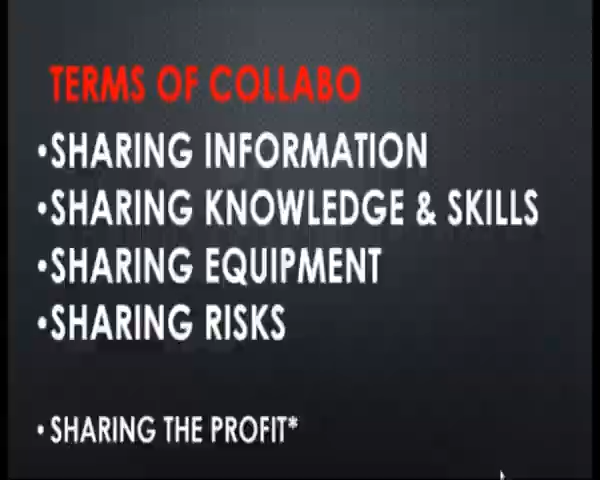 TERMS OF COLLABO
•SHARING INFORMATION
•SHARING KNOWLEDGE & SKILLS
•SHARING EQUIPMENT
•SHARING RISKS
• SHARING THE PROFIT*